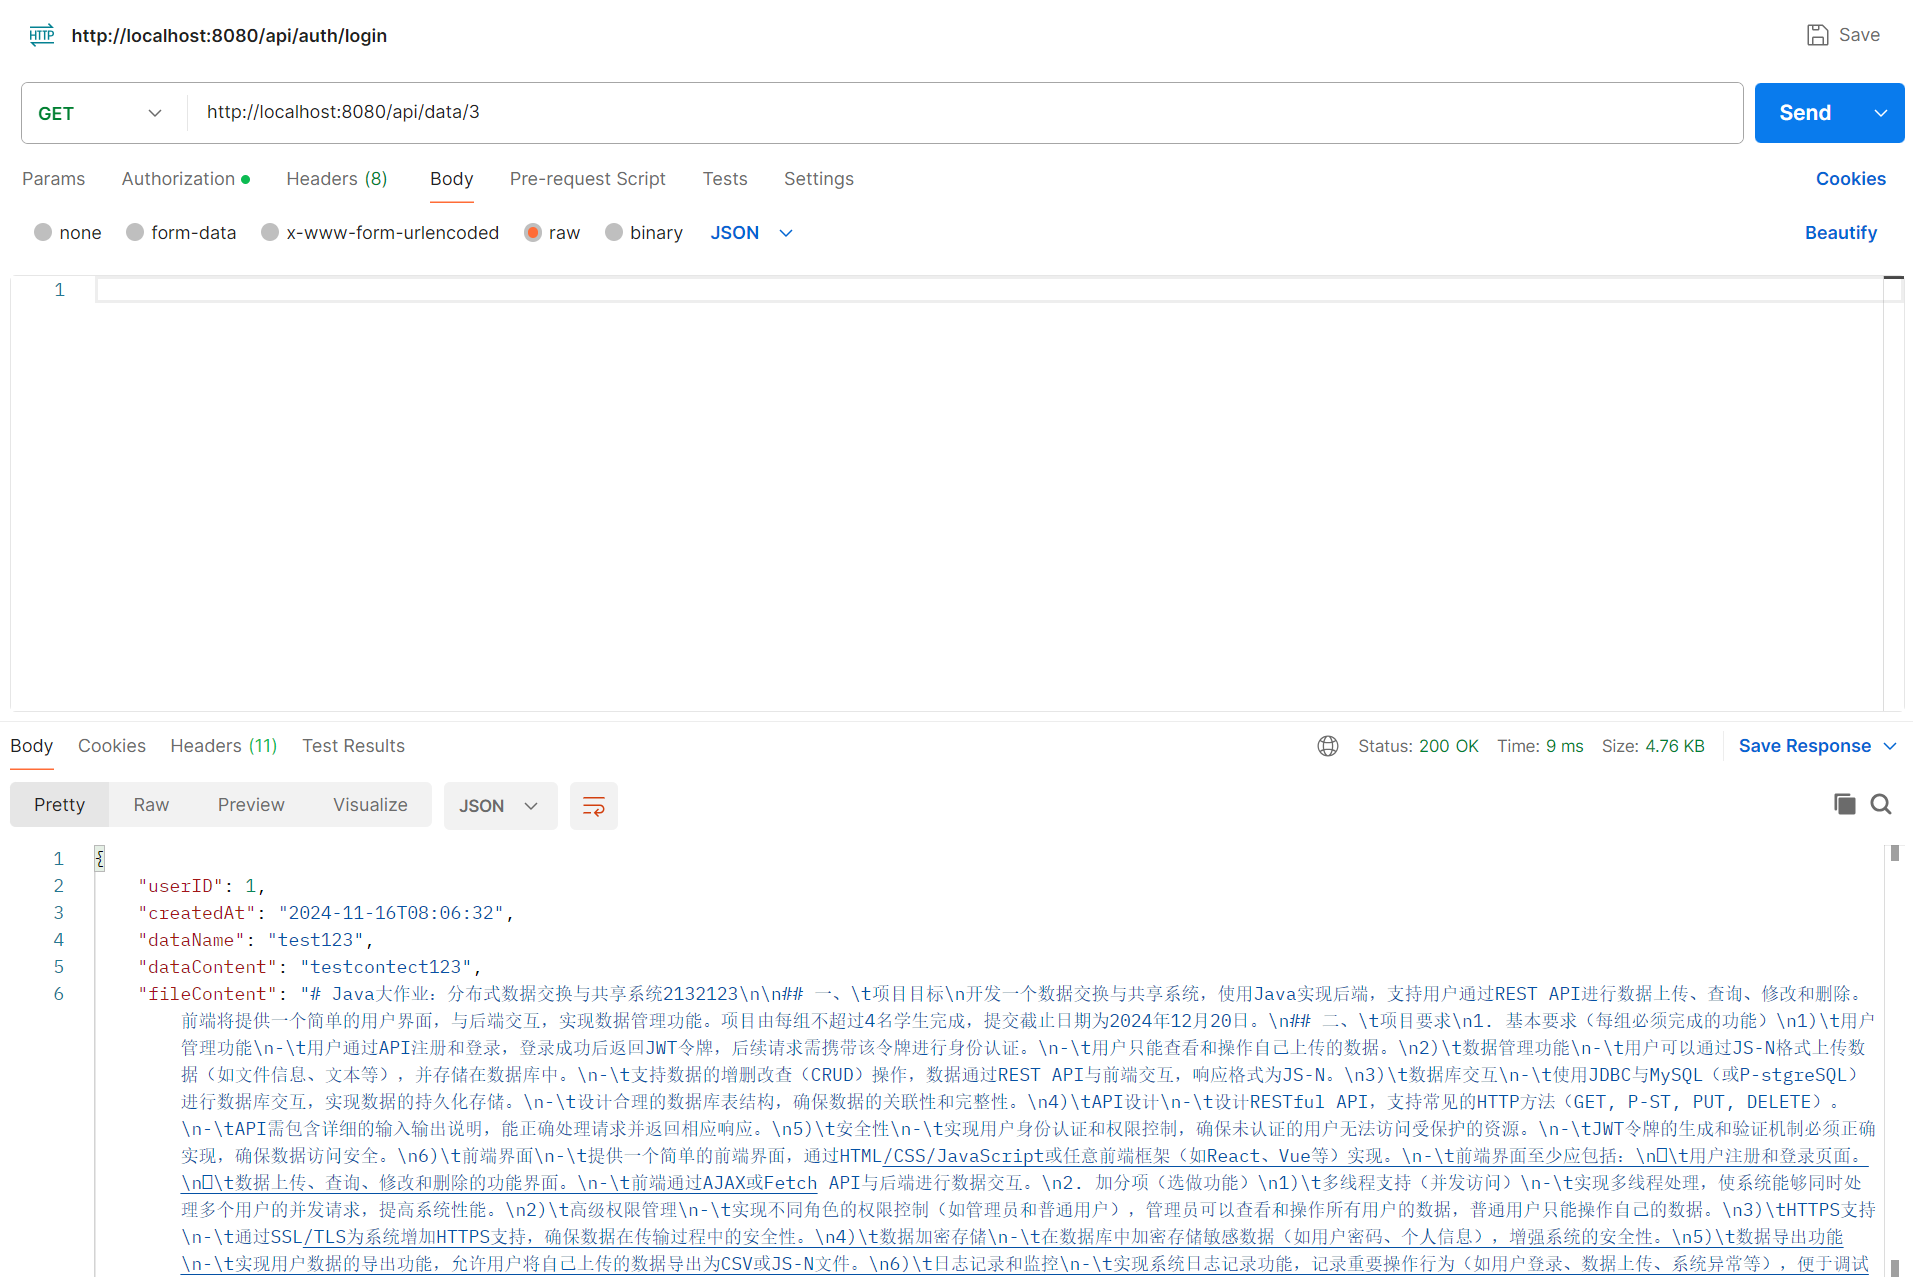 HTTP http://localhost:8080/api/auth/login Save
GET http://localhost:8080/api/data/3 Send
Params Authorization Headers (8) Body Pre-request Script Tests Settings Cookies
none form-data x-www-form-urlencoded raw binary JSON Beautify
1
Body Cookies Headers (11) Test Results Status: 200 OK Time: 9 ms Size: 4.76 KB Save Response
Pretty Raw Preview Visualize JSON
1 {
2 "userID": 1,
3 "createdAt": "2024-11-16T08:06:32",
4 "dataName": "test123",
5 "dataContent": "testcontect123",
6 "fileContent": "# Java大作业：分布式数据交换与共享系统2132123\n\n## 一、\t项目目标\n开发一个数据交换与共享系统，使用Java实现后端，支持用户通过REST API进行数据上传、查询、修改和删除。
前端将提供一个简单的用户界面，与后端交互，实现数据管理功能。项目由每组不超过4名学生完成，提交截止日期为2024年12月20日。\n## 二、\t项目要求\n1. 基本要求（每组必须完成的功能）\n1)\t用户
管理功能\n-\t用户通过API注册和登录，登录成功后返回JWT令牌，后续请求需携带该令牌进行身份认证。\n-\t用户只能查看和操作自己上传的数据。\n2)\t数据管理功能\n-\t用户可以通过JS-N格式上传数
据（如文件信息、文本等），并存储在数据库中。\n-\t支持数据的增删改查（CRUD）操作，数据通过REST API与前端交互，响应格式为JS-N。\n3)\t数据库交互\n-\t使用JDBC与MySQL（或P-stgreSQL）
进行数据库交互，实现数据的持久化存储。\n-\t设计合理的数据库表结构，确保数据的关联性和完整性。\n4)\tAPI设计\n-\t设计RESTful API，支持常见的HTTP方法（GET, P-ST, PUT, DELETE）。
\n-\tAPI需包含详细的输入输出说明，能正确处理请求并返回相应响应。\n5)\t安全性\n-\t实现用户身份认证和权限控制，确保未认证的用户无法访问受保护的资源。\n-\tJWT令牌的生成和验证机制必须正确
实现，确保数据访问安全。\n6)\t前端界面\n-\t提供一个简单的前端界面，通过HTML/CSS/JavaScript或任意前端框架（如React、Vue等）实现。\n-\t前端界面至少应包括：\n\t用户注册和登录页面。
\n\t数据上传、查询、修改和删除的功能界面。\n-\t前端通过AJAX或Fetch API与后端进行数据交互。\n2. 加分项（选做功能）\n1)\t多线程支持（并发访问）\n-\t实现多线程处理，使系统能够同时处
理多个用户的并发请求，提高系统性能。\n2)\t高级权限管理\n-\t实现不同角色的权限控制（如管理员和普通用户），管理员可以查看和操作所有用户的数据，普通用户只能操作自己的数据。\n3)\tHTTPS支持
\n-\t通过SSL/TLS为系统增加HTTPS支持，确保数据在传输过程中的安全性。\n4)\t数据加密存储\n-\t在数据库中加密存储敏感数据（如用户密码、个人信息），增强系统的安全性。\n5)\t数据导出功能
\n-\t实现用户数据的导出功能，允许用户将自己上传的数据导出为CSV或JS-N文件。\n6)\t日志记录和监控\n-\t实现系统日志记录功能，记录重要操作行为（如用户登录、数据上传、系统异常等），便于调试